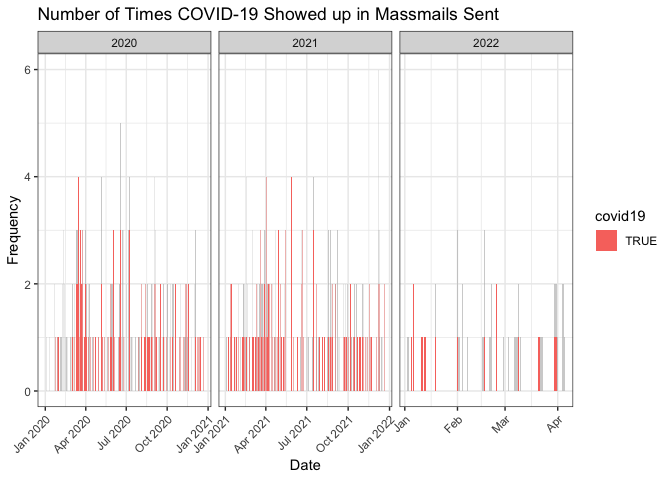 Number of Times COVID-19 Showed up in Massmails Sent
2020
2021
2022
6
4
2
0
Frequency
Jan 2020
Apr 2020
Jul 2020
Oct 2020
Jan 2021
Jan 2021
Apr 2021
Jul 2021
Oct 2021
Jan 2022
Jan
Feb
Mar
Apr
Date
covid19
TRUE